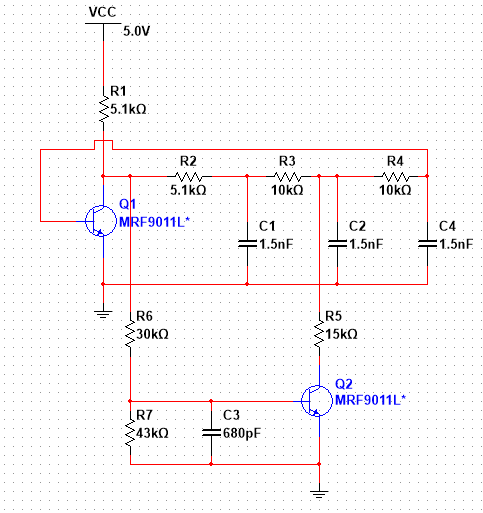 VCC
5.0V
R1
5.1kΩ
R2
5.1kΩ
R3
10kΩ
R4
10kΩ
Q1
MRF9011L*
C1
1.5nF
C2
1.5nF
C4
1.5nF
R6
30kΩ
R5
15kΩ
Q2
MRF9011L*
R7
43kΩ
C3
680pF